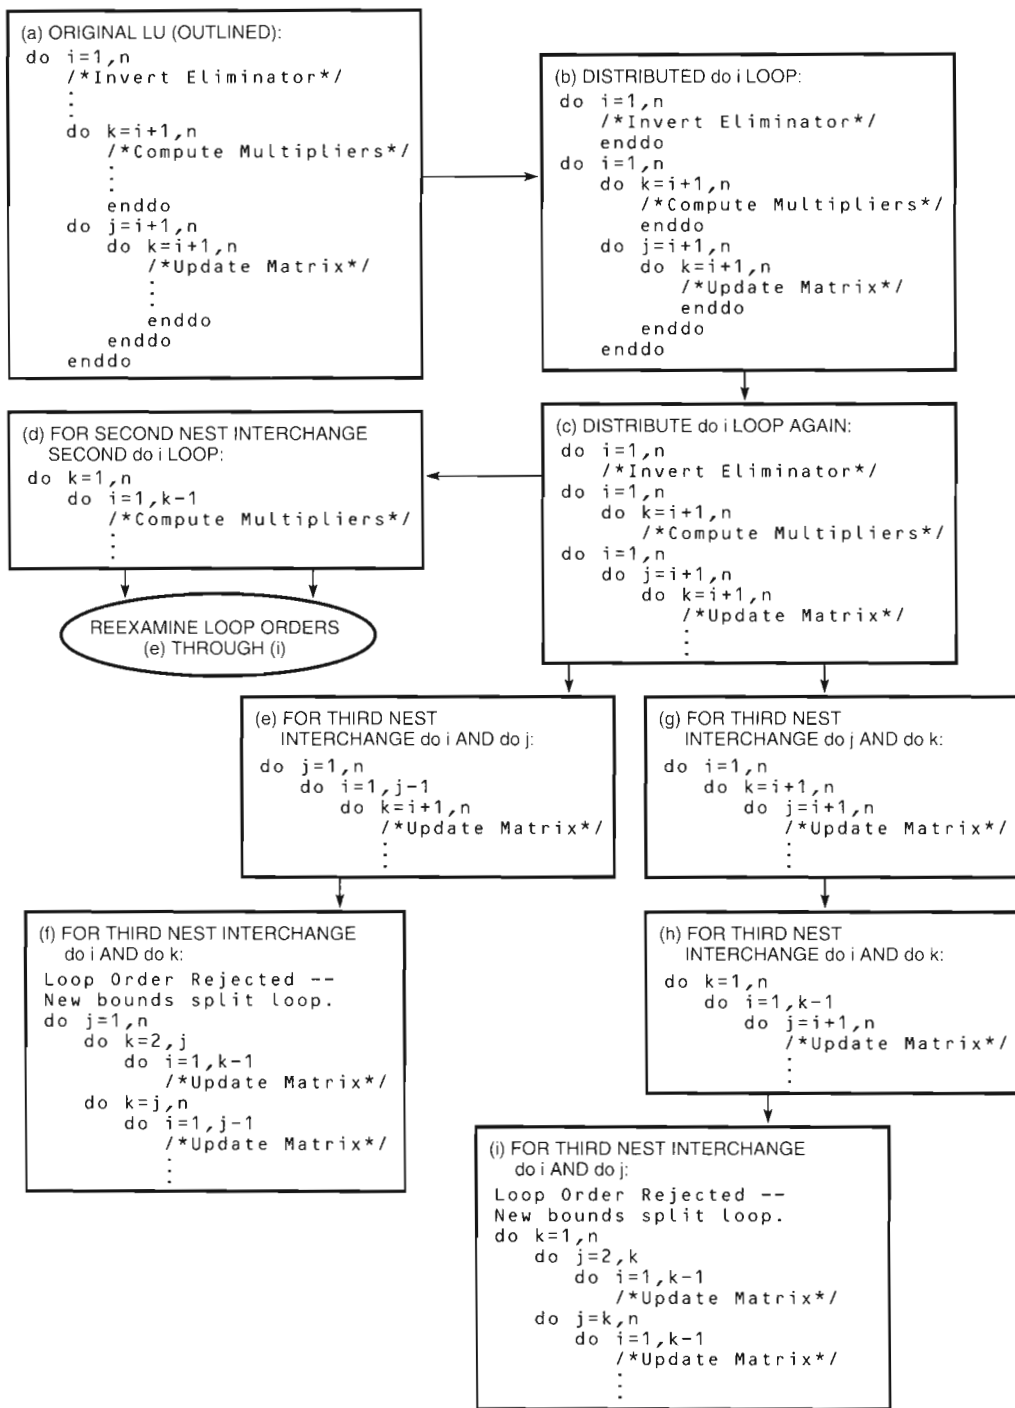 (a) ORIGINAL LU (OUTLINED):
do i=1,n
/*Invert Eliminator*/
.
.
.
do k=i+1,n
/*Compute Multipliers*/
.
.
.
enddo
do j=i+1,n
do k=i+1,n
/*Update Matrix*/
.
.
.
enddo
enddo
enddo
(b) DISTRIBUTED do i LOOP:
do i=1,n
/*Invert Eliminator*/
enddo
do i=1,n
do k=i+1,n
/*Compute Multipliers*/
enddo
do j=i+1,n
do k=i+1,n
/*Update Matrix*/
enddo
enddo
enddo
(c) DISTRIBUTE do i LOOP AGAIN:
do i=1,n
/*Invert Eliminator*/
do i=1,n
do k=i+1,n
/*Compute Multipliers*/
do i=1,n
do j=i+1,n
do k=i+1,n
/*Update Matrix*/
.
.
.
(d) FOR SECOND NEST INTERCHANGE
SECOND do i LOOP:
do k=1,n
do i=1,k-1
/*Compute Multipliers*/
.
.
.
REEXAMINE LOOP ORDERS
(e) THROUGH (i)
(e) FOR THIRD NEST
INTERCHANGE do i AND do j:
do j=1,n
do i=1,j-1
do k=i+1,n
/*Update Matrix*/
.
.
.
(g) FOR THIRD NEST
INTERCHANGE do j AND do k:
do i=1,n
do k=i+1,n
do j=i+1,n
/*Update Matrix*/
.
.
.
(f) FOR THIRD NEST INTERCHANGE
do i AND do k:
Loop Order Rejected --
New bounds split loop.
do j=1,n
do k=2,j
do i=1,k-1
/*Update Matrix*/
do k=j,n
do i=1,j-1
/*Update Matrix*/
.
.
.
(h) FOR THIRD NEST
INTERCHANGE do i AND do k:
do k=1,n
do i=1,k-1
do j=i+1,n
/*Update Matrix*/
.
.
.
(i) FOR THIRD NEST INTERCHANGE
do i AND do j:
Loop Order Rejected --
New bounds split loop.
do k=1,n
do j=2,k
do i=1,k-1
/*Update Matrix*/
do j=k,n
do i=1,k-1
/*Update Matrix*/
.
.
.